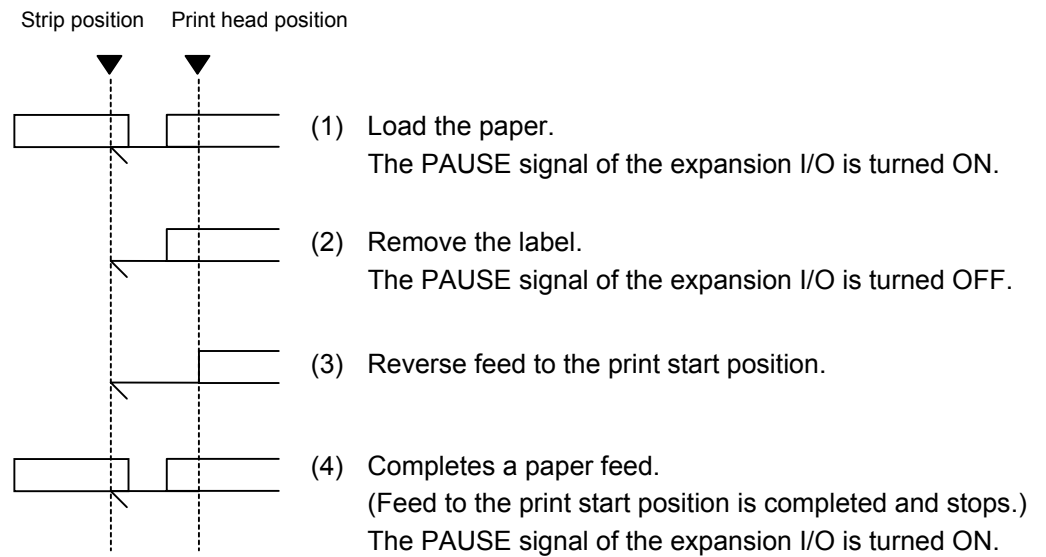 Strip position Print head position
(1) Load the paper.
The PAUSE signal of the expansion I/O is turned ON.
(2) Remove the label.
The PAUSE signal of the expansion I/O is turned OFF.
(3) Reverse feed to the print start position.
(4) Completes a paper feed.
(Feed to the print start position is completed and stops.)
The PAUSE signal of the expansion I/O is turned ON.